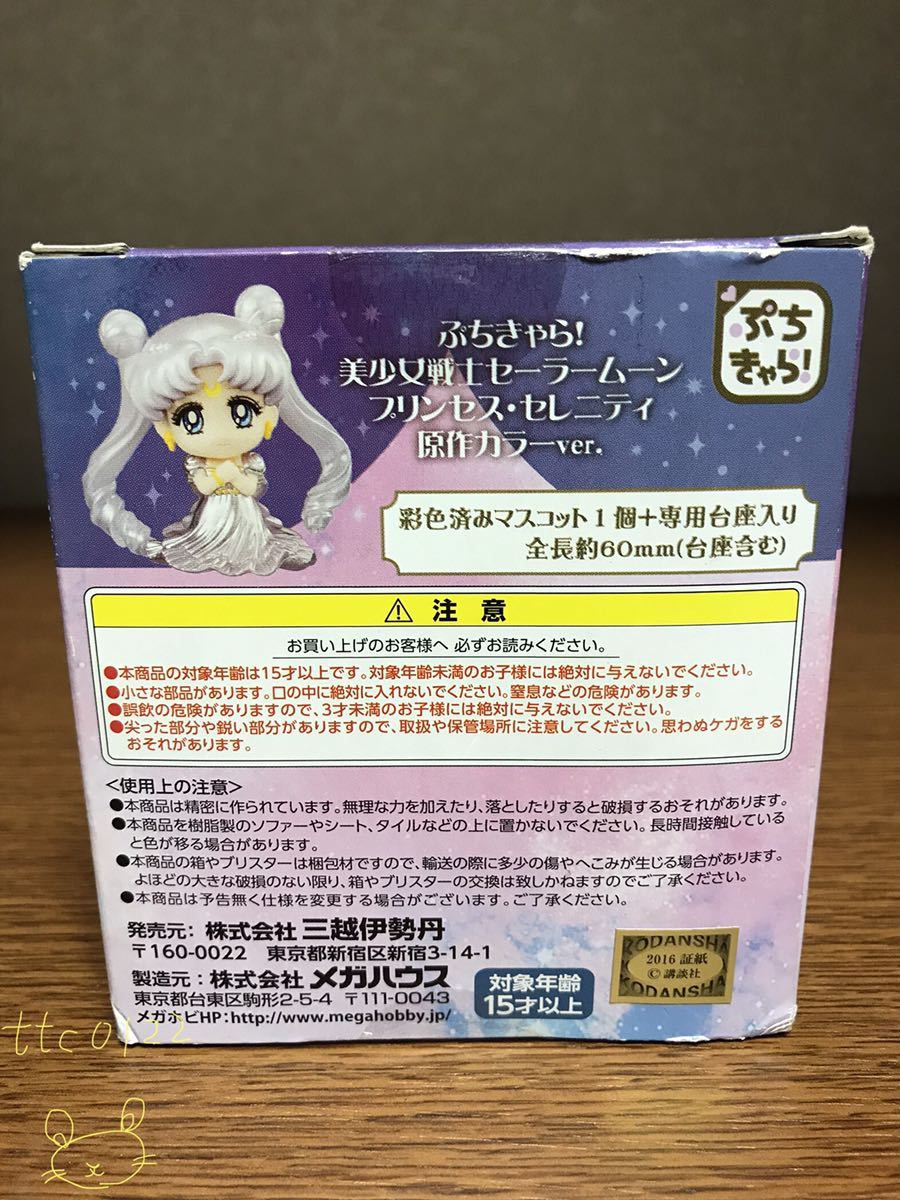 ぷちきゃら!
美少女戦士セーラームーン
プリンセス・セレニティ
原作カラーver.
ぷち
きゃら!
彩色済みマスコット1個+専用台座入り
全長約60mm(台座含む)
⚠ 注意
お買い上げのお客様へ 必ずお読みください。
●本商品の対象年齢は15才以上です。対象年齢未満のお子様には絶対に与えないでください。
●小さな部品があります。口の中に絶対に入れないでください。窒息などの危険があります。
●誤飲の危険がありますので、3才未満のお子様には絶対に与えないでください。
●尖った部分や鋭い部分がありますので、取扱や保管場所に注意してください。思わぬケガをする
おそれがあります。
<使用上の注意>
●本商品は精密に作られています。無理な力を加えたり、落としたりすると破損するおそれがあります。
●本商品を樹脂製のソファーやシート、タイルなどの上に置かないでください。長時間接触している
と色が移る場合があります。
●本商品の箱やブリスターは梱包材ですので、輸送の際に多少の傷やへこみが生じる場合があります。
よほどの大きな破損のない限り、箱やブリスターの交換は致しかねますのでご了承ください。
●本商品は予告無く仕様を変更する場合がございます。ご了承ください。
発売元: 株式会社 三越伊勢丹
〒160-0022 東京都新宿区新宿3-14-1
製造元: 株式会社 メガハウス
東京都台東区駒形2-5-4 〒111-0043
メガホビHP:http://www.megahobby.jp/
対象年齢
15才以上
KODANSHA
2016 証紙
©講談社
KODANSHA
ttco122